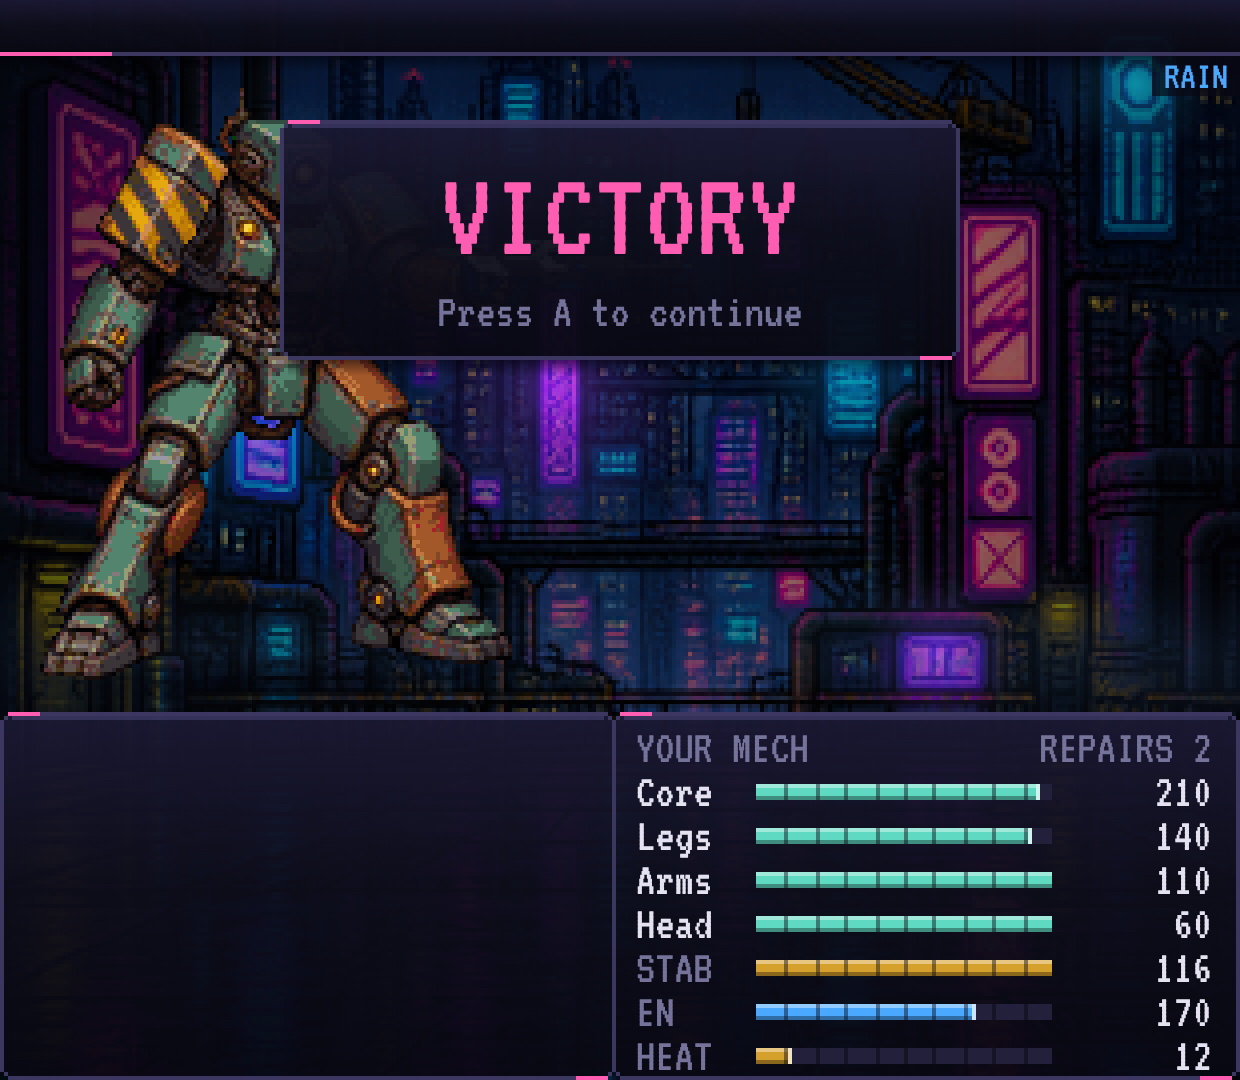 RAIN
VICTORY
Press A to continue
YOUR MECH REPAIRS 2
Core 210
Legs 140
Arms 110
Head 60
STAB 116
EN 170
HEAT 12